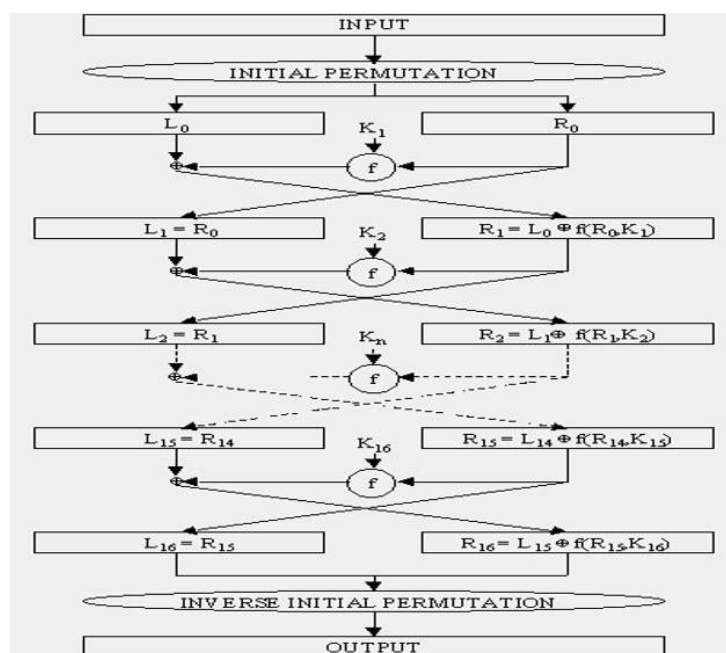 INPUT
INITIAL PERMUTATION
L₀
K₁
R₀
f
L₁ = R₀
K₂
R₁ = L₀ ⊕ f(R₀,K₁)
f
L₂ = R₁
Kₙ
R₂ = L₁ ⊕ f(R₁,K₂)
f
L₁₅ = R₁₄
K₁₆
R₁₅ = L₁₄ ⊕ f(R₁₄,K₁₅)
f
L₁₆ = R₁₅
R₁₆ = L₁₅ ⊕ f(R₁₅,K₁₆)
INVERSE INITIAL PERMUTATION
OUTPUT